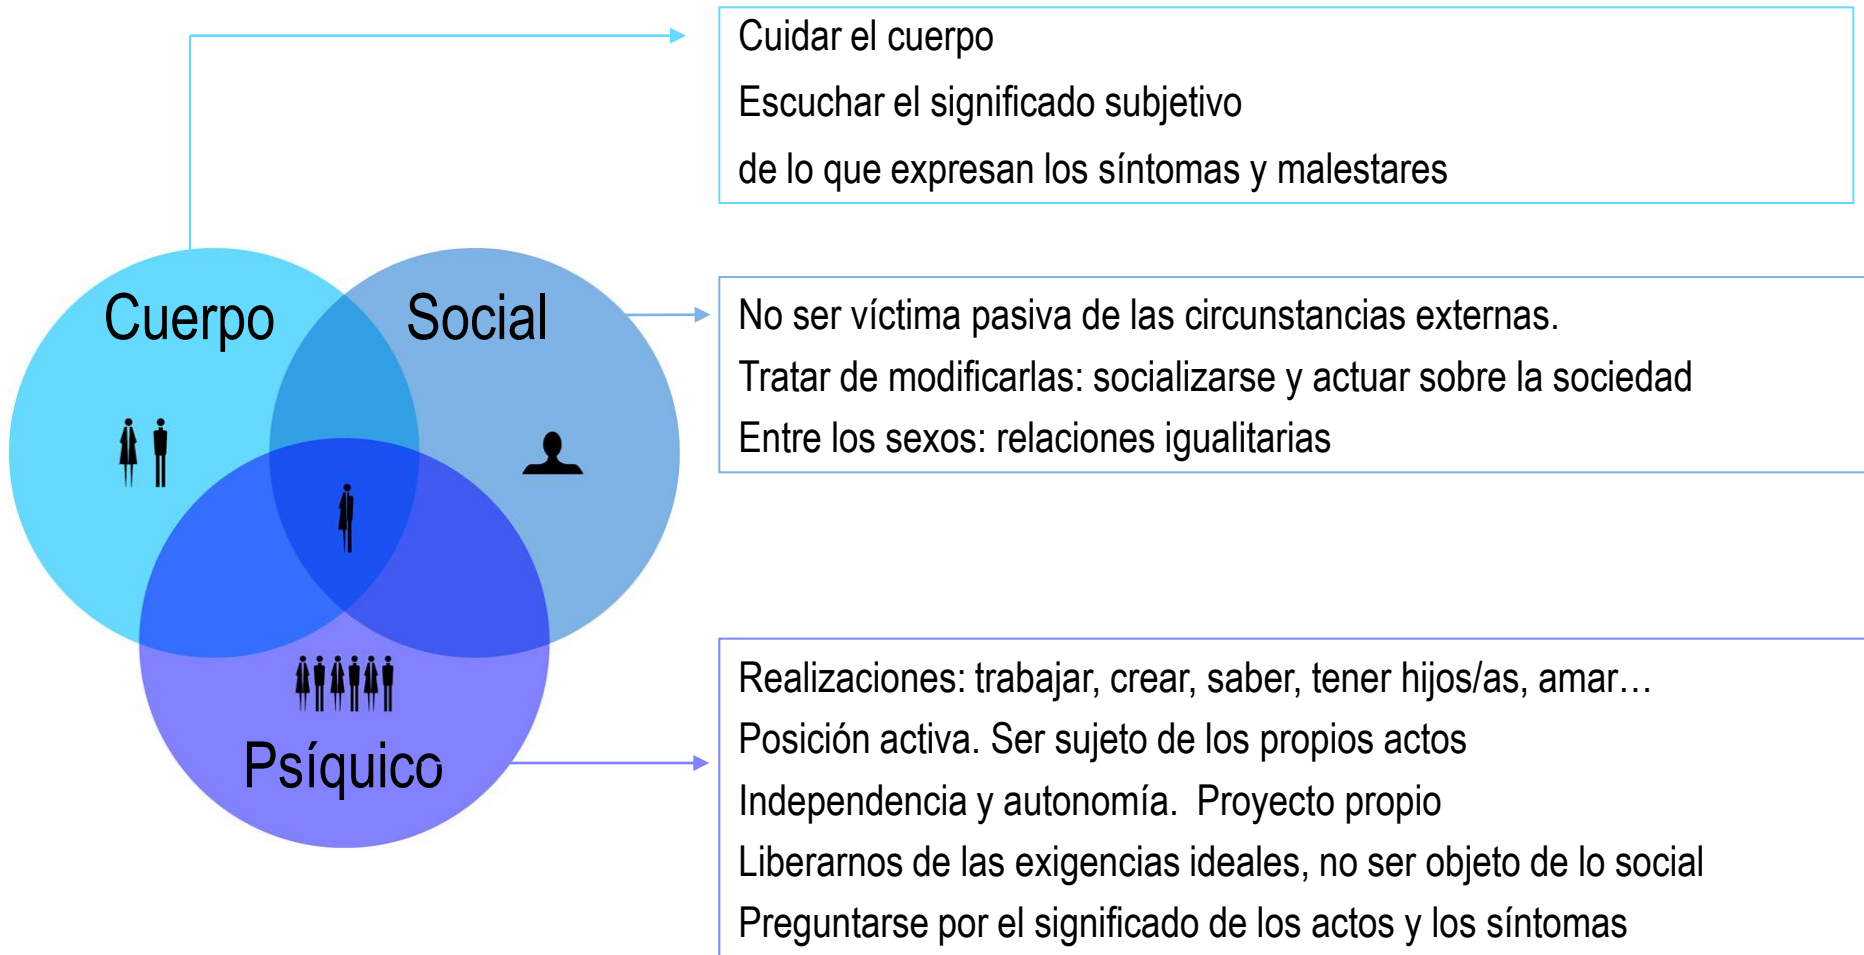 Cuidar el cuerpo
Escuchar el significado subjetivo
de lo que expresan los síntomas y malestares
Cuerpo
Social
No ser víctima pasiva de las circunstancias externas.
Tratar de modificarlas: socializarse y actuar sobre la sociedad
Entre los sexos: relaciones igualitarias
Psíquico
Realizaciones: trabajar, crear, saber, tener hijos/as, amar…
Posición activa. Ser sujeto de los propios actos
Independencia y autonomía.  Proyecto propio
Liberarnos de las exigencias ideales, no ser objeto de lo social
Preguntarse por el significado de los actos y los síntomas